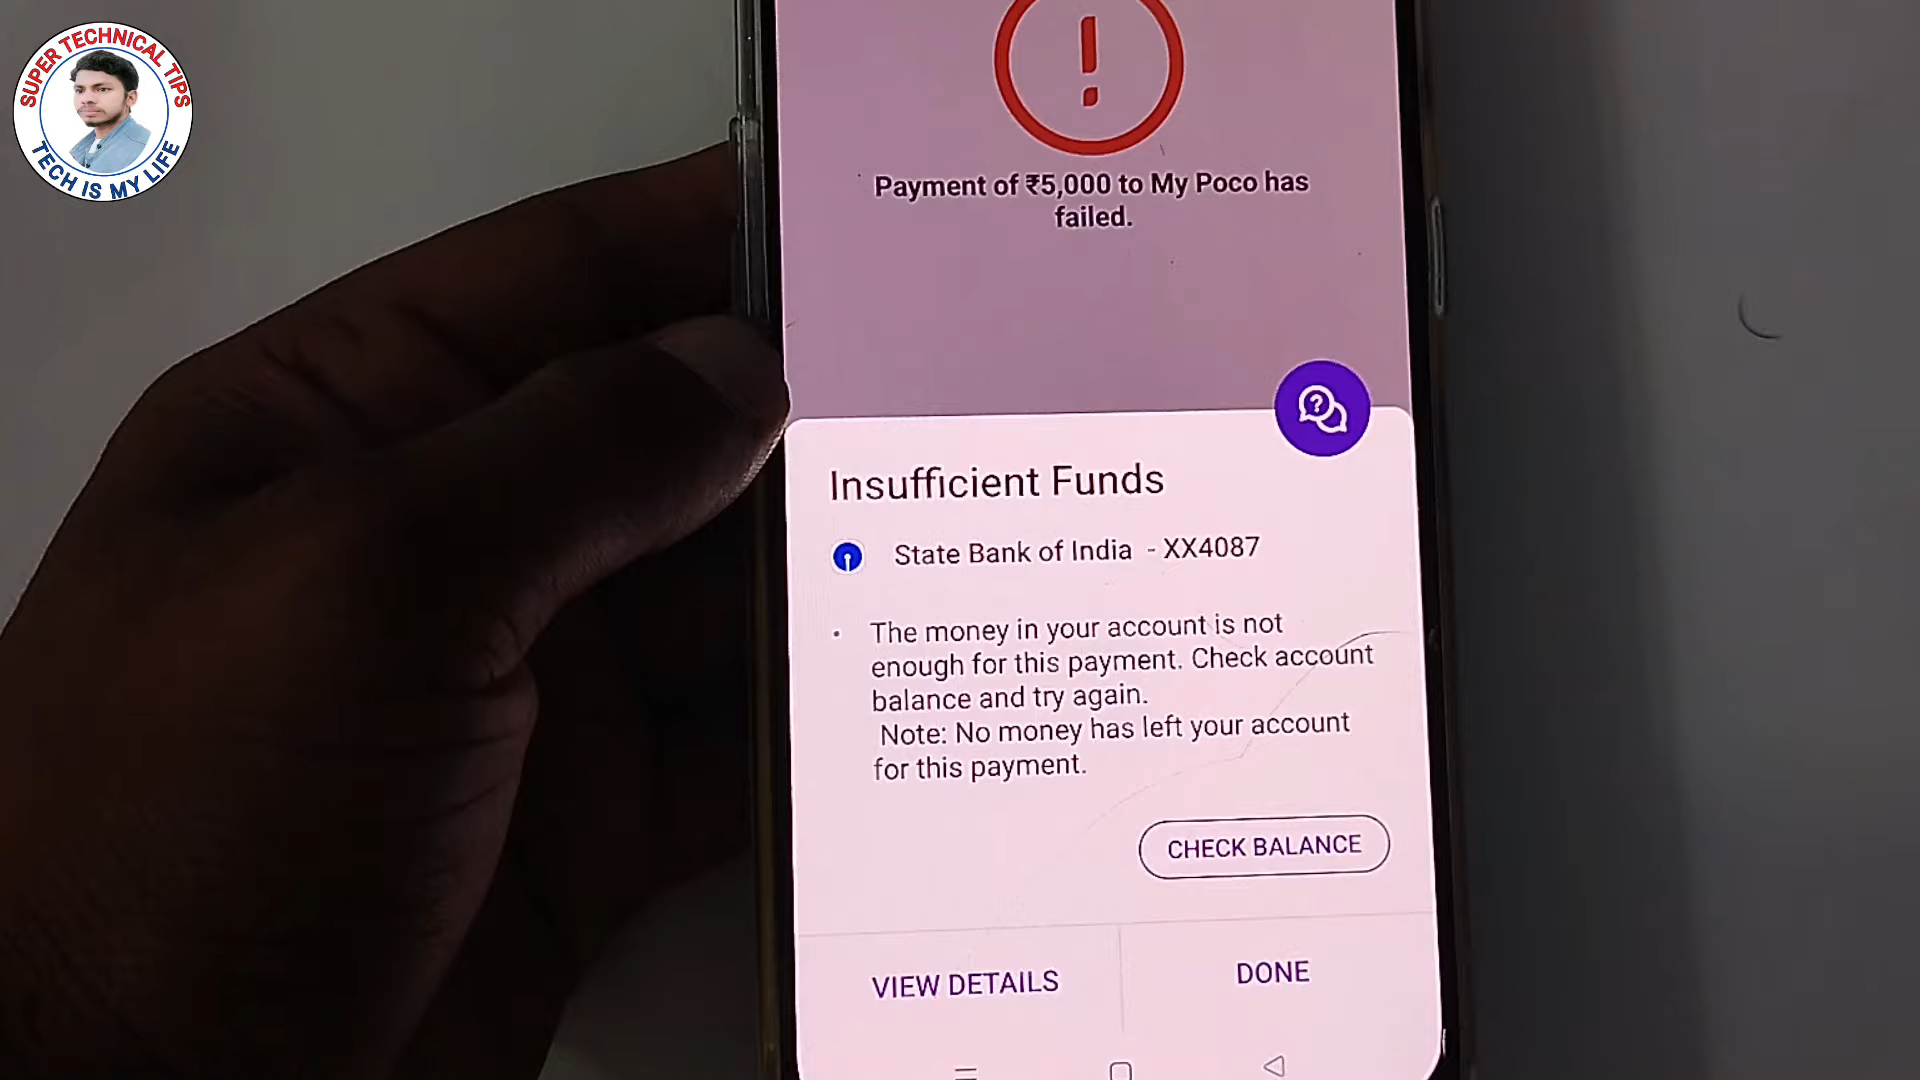 SUPER TECHNICAL TIPS
TECH IS MY LIFE
Payment of ₹5,000 to My Poco has
failed.
Insufficient Funds
State Bank of India - XX4087
• The money in your account is not
enough for this payment. Check account
balance and try again.
Note: No money has left your account
for this payment.
CHECK BALANCE
VIEW DETAILS
DONE